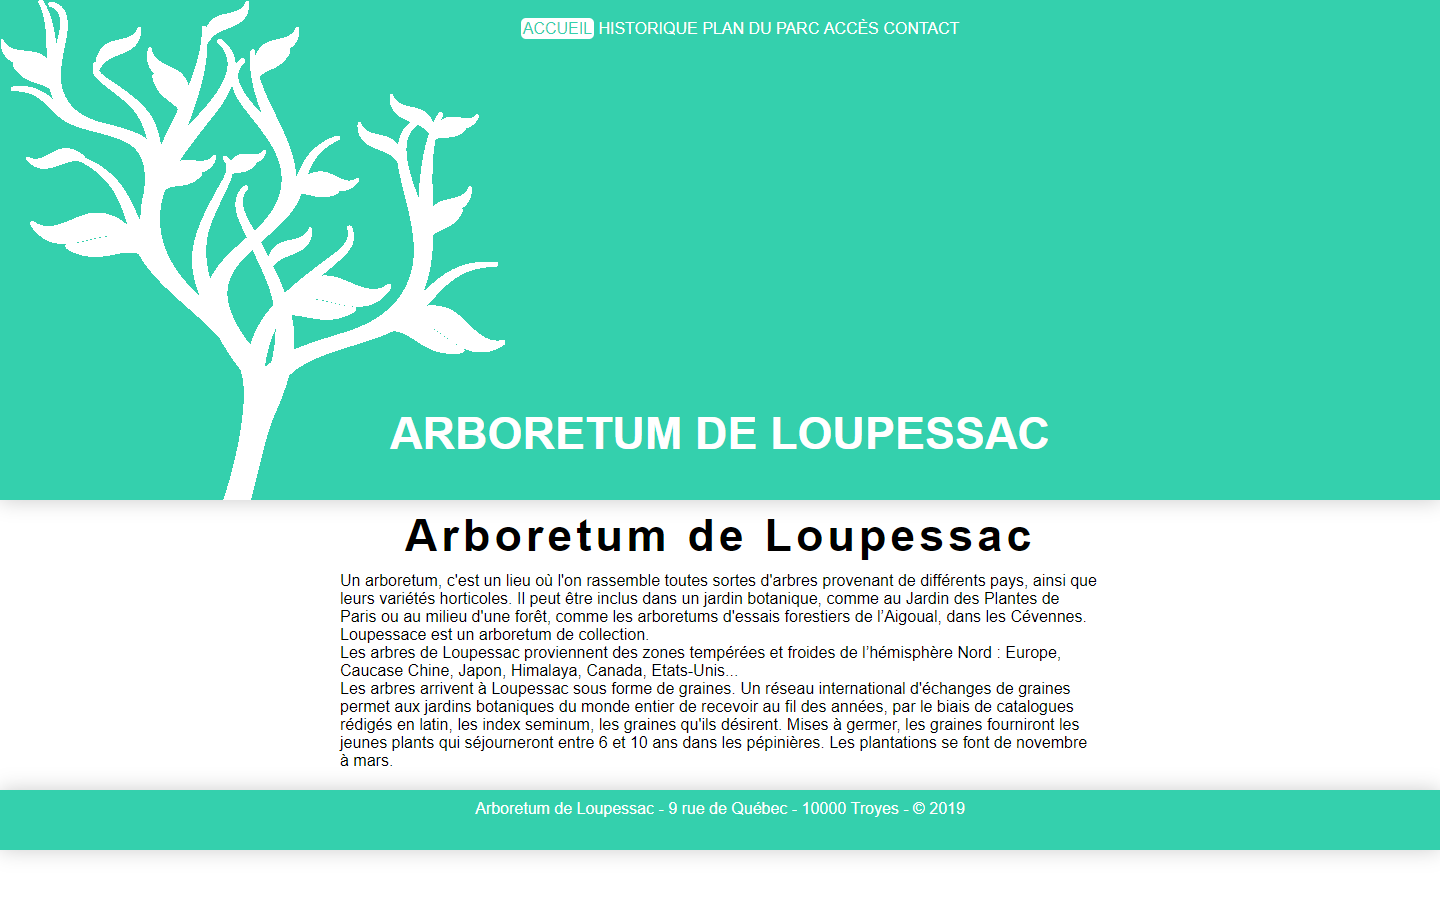 ACCUEIL HISTORIQUE PLAN DU PARC ACCÈS CONTACT
ARBORETUM DE LOUPESSAC
Arboretum de Loupessac
Un arboretum, c'est un lieu où l'on rassemble toutes sortes d'arbres provenant de différents pays, ainsi que
leurs variétés horticoles. Il peut être inclus dans un jardin botanique, comme au Jardin des Plantes de
Paris ou au milieu d'une forêt, comme les arboretums d'essais forestiers de l’Aigoual, dans les Cévennes.
Loupessace est un arboretum de collection.
Les arbres de Loupessac proviennent des zones tempérées et froides de l’hémisphère Nord : Europe,
Caucase Chine, Japon, Himalaya, Canada, Etats-Unis...
Les arbres arrivent à Loupessac sous forme de graines. Un réseau international d'échanges de graines
permet aux jardins botaniques du monde entier de recevoir au fil des années, par le biais de catalogues
rédigés en latin, les index seminum, les graines qu'ils désirent. Mises à germer, les graines fourniront les
jeunes plants qui séjourneront entre 6 et 10 ans dans les pépinières. Les plantations se font de novembre
à mars.
Arboretum de Loupessac - 9 rue de Québec - 10000 Troyes - © 2019